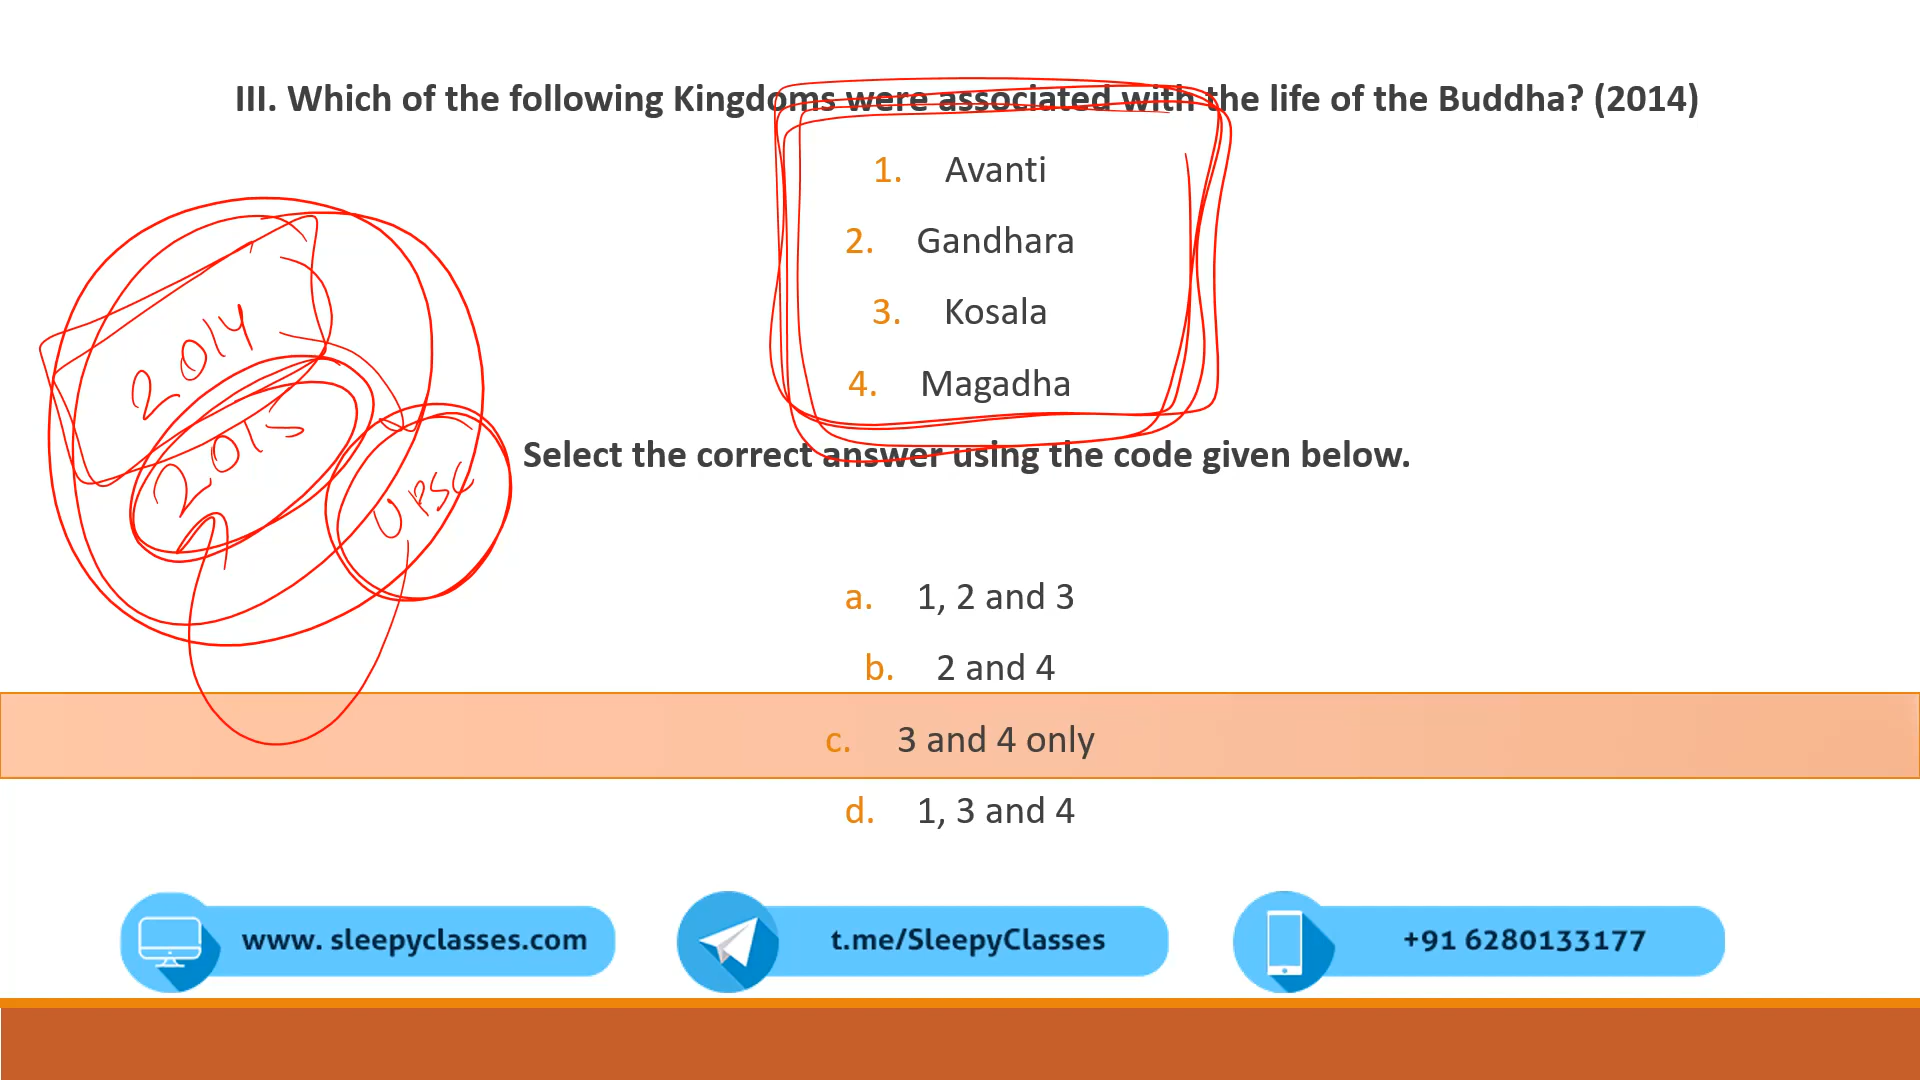 III. Which of the following Kingdoms were associated with the life of the Buddha? (2014)
1. Avanti
2. Gandhara
3. Kosala
4. Magadha
2014
2015
UPSC
Select the correct answer using the code given below.
a. 1, 2 and 3
b. 2 and 4
c. 3 and 4 only
d. 1, 3 and 4
www. sleepyclasses.com
t.me/SleepyClasses
+91 6280133177